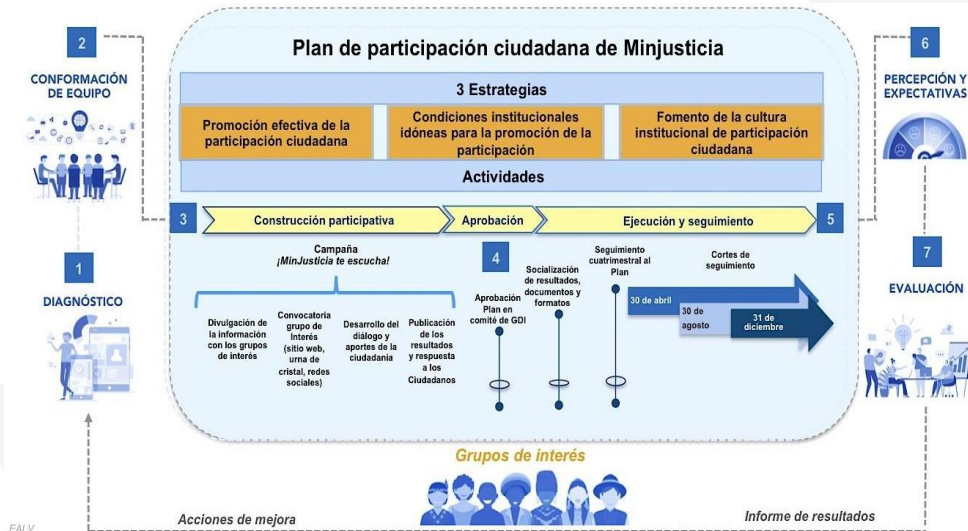 Plan de participación ciudadana de Minjusticia
3 Estrategias
Promoción efectiva de la
participación ciudadana
Condiciones institucionales
idóneas para la promoción de la
participación
Fomento de la cultura
institucional de participación
ciudadana
Actividades
1
DIAGNÓSTICO
2
CONFORMACIÓN
DE EQUIPO
3
Construcción participativa
Aprobación
Ejecución y seguimiento
5
Campaña
¡MinJusticia te escucha!
Divulgación de
la información
con los grupos
de interés
Convocatoria
grupo de
Interés
(sitio web,
urna de
cristal, redes
sociales)
Desarrollo del
diálogo y
aportes de la
ciudadanía
Publicación
de los
resultados
y respuesta
a los
Ciudadanos
4
Aprobación
Plan en
comité de GDI
Socialización
de resultados,
documentos y
formatos
Seguimiento
cuatrimestral al
Plan
Cortes de
seguimiento
30 de abril
30 de
agosto
31 de
diciembre
6
PERCEPCIÓN Y
EXPECTATIVAS
7
EVALUACIÓN
Grupos de interés
Acciones de mejora
Informe de resultados
EALV